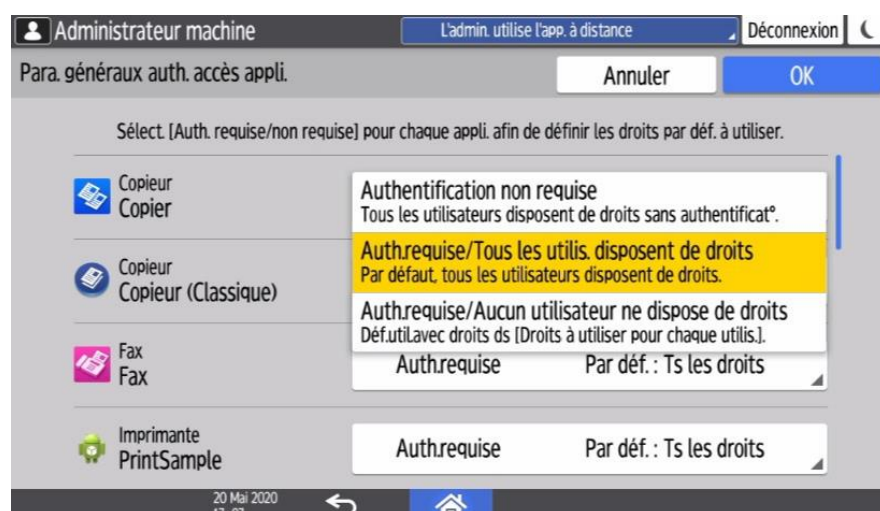 Administrateur machine
L'admin. utilise l'app. à distance
Déconnexion
Para. généraux auth. accès appli.
Annuler
OK
Sélect. [Auth. requise/non requise] pour chaque appli. afin de définir les droits par déf. à utiliser.
Copieur
Copier
Authentification non requise
Tous les utilisateurs disposent de droits sans authentificat°.
Auth.requise/Tous les utilis. disposent de droits
Par défaut, tous les utilisateurs disposent de droits.
Copieur
Copieur (Classique)
Auth.requise/Aucun utilisateur ne dispose de droits
Déf.util.avec droits ds [Droits à utiliser pour chaque utilis.].
Fax
Fax
Auth.requise Par déf. : Ts les droits
Imprimante
PrintSample
Auth.requise Par déf. : Ts les droits
20 Mai 2020